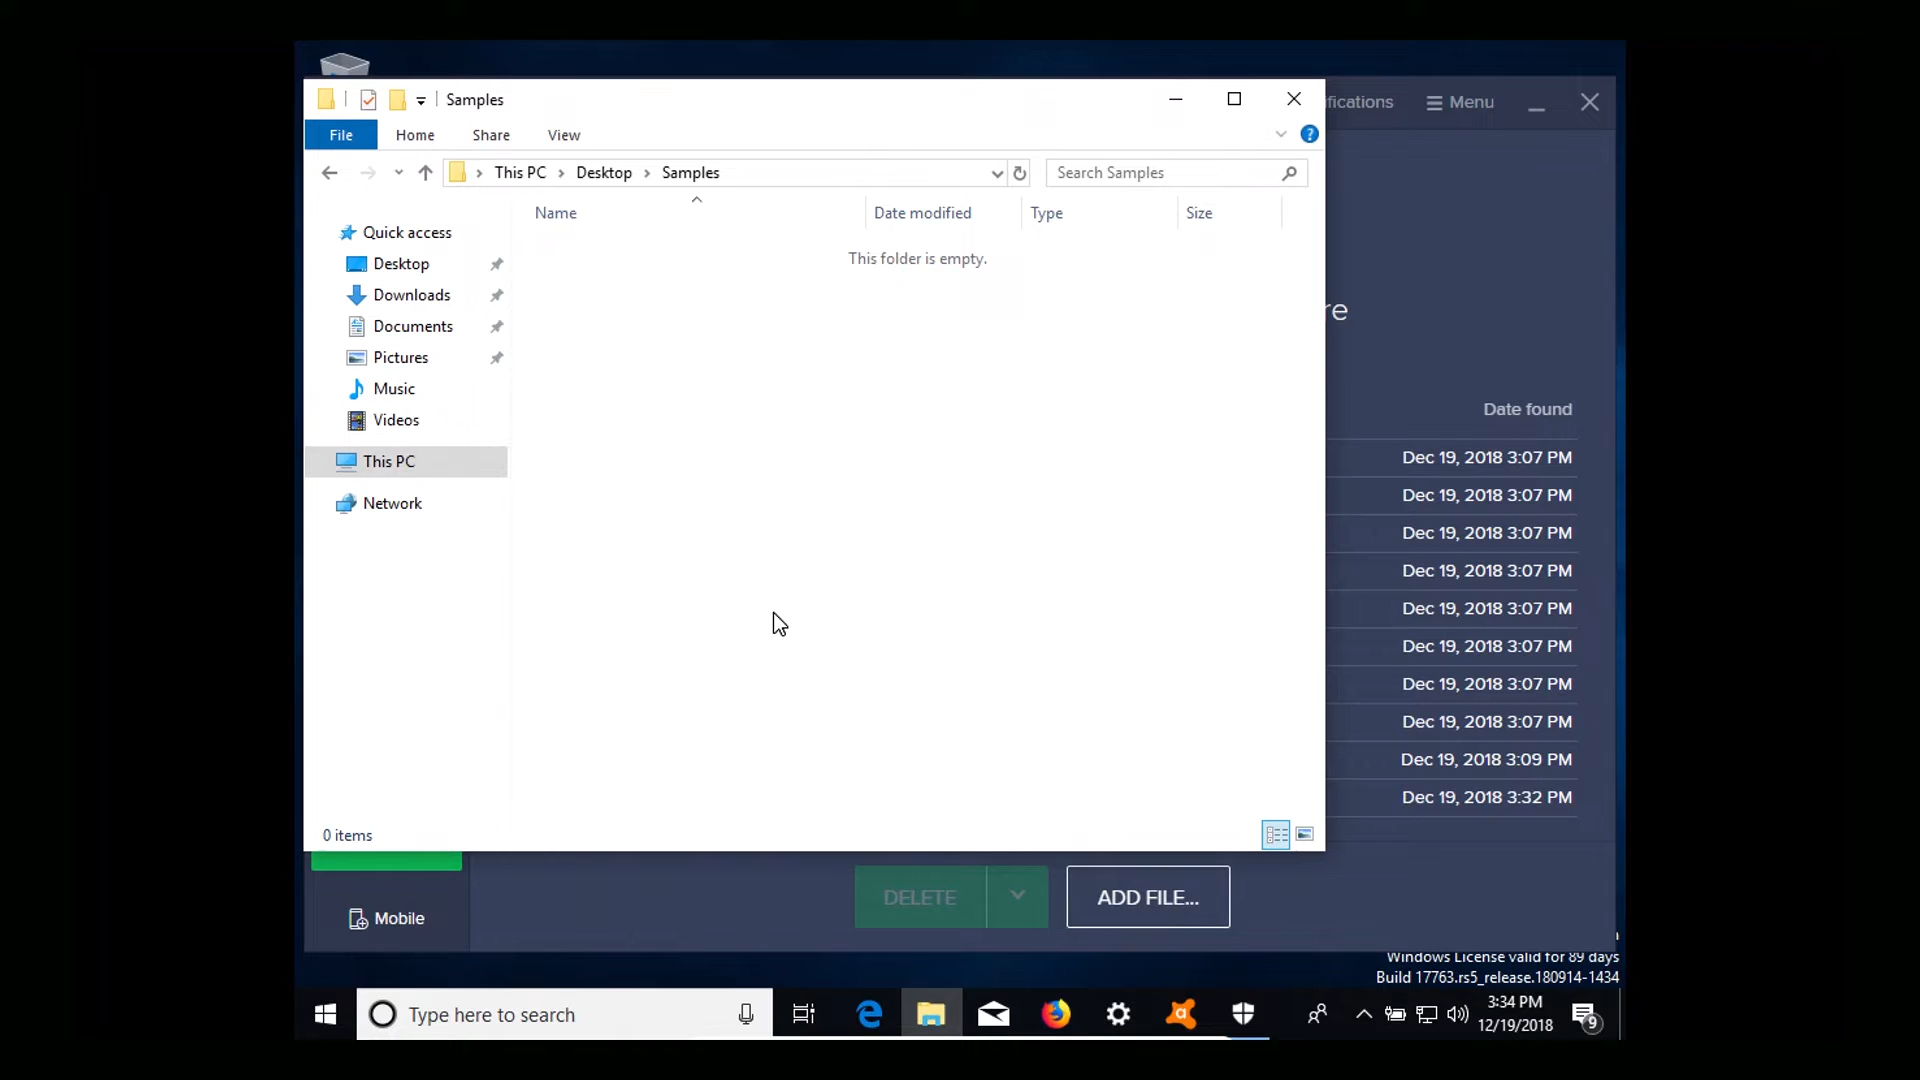 Samples
ifications
Menu
File
Home
Share
View
This PC
Desktop
Samples
Search Samples
Name
Date modified
Type
Size
This folder is empty.
Quick access
Desktop
Downloads
Documents
Pictures
Music
Videos
This PC
Network
re
Date found
Dec 19, 2018 3:07 PM
Dec 19, 2018 3:07 PM
Dec 19, 2018 3:07 PM
Dec 19, 2018 3:07 PM
Dec 19, 2018 3:07 PM
Dec 19, 2018 3:07 PM
Dec 19, 2018 3:07 PM
Dec 19, 2018 3:07 PM
Dec 19, 2018 3:09 PM
Dec 19, 2018 3:32 PM
0 items
DELETE
ADD FILE...
Mobile
Windows License valid for 89 days
Build 17763.rs5_release.180914-1434
Type here to search
3:34 PM
12/19/2018
9